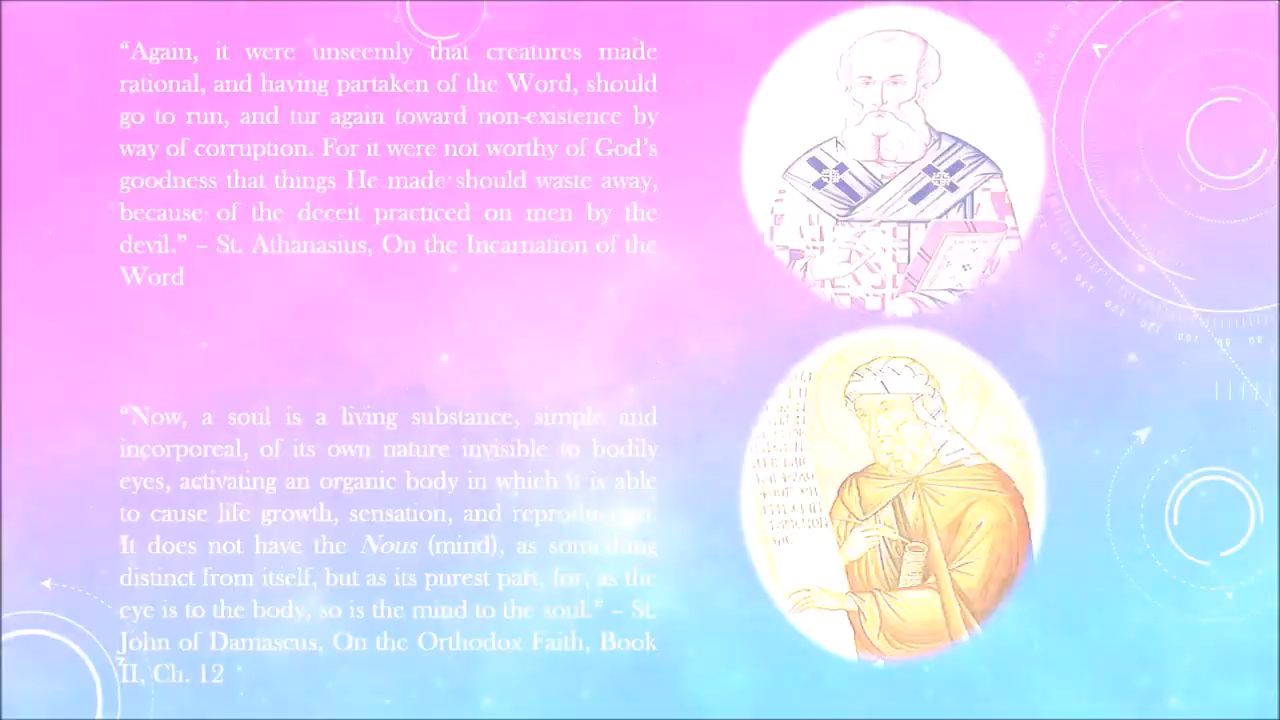 “Again, it were unseemly that creatures made
rational, and having partaken of the Word, should
go to run, and tur again toward non-existence by
way of corruption. For it were not worthy of God’s
goodness that things He made should waste away,
because of the deceit practiced on men by the
devil.” – St. Athanasius, On the Incarnation of the
Word
“Now, a soul is a living substance, simple and
incorporeal, of its own nature invisible to bodily
eyes, activating an organic body in which it is able
to cause life growth, sensation, and reproduction.
It does not have the Nous (mind), as something
distinct from itself, but as its purest part, for, as the
eye is to the body, so is the mind to the soul.” – St.
John of Damascus, On the Orthodox Faith, Book
II, Ch. 12